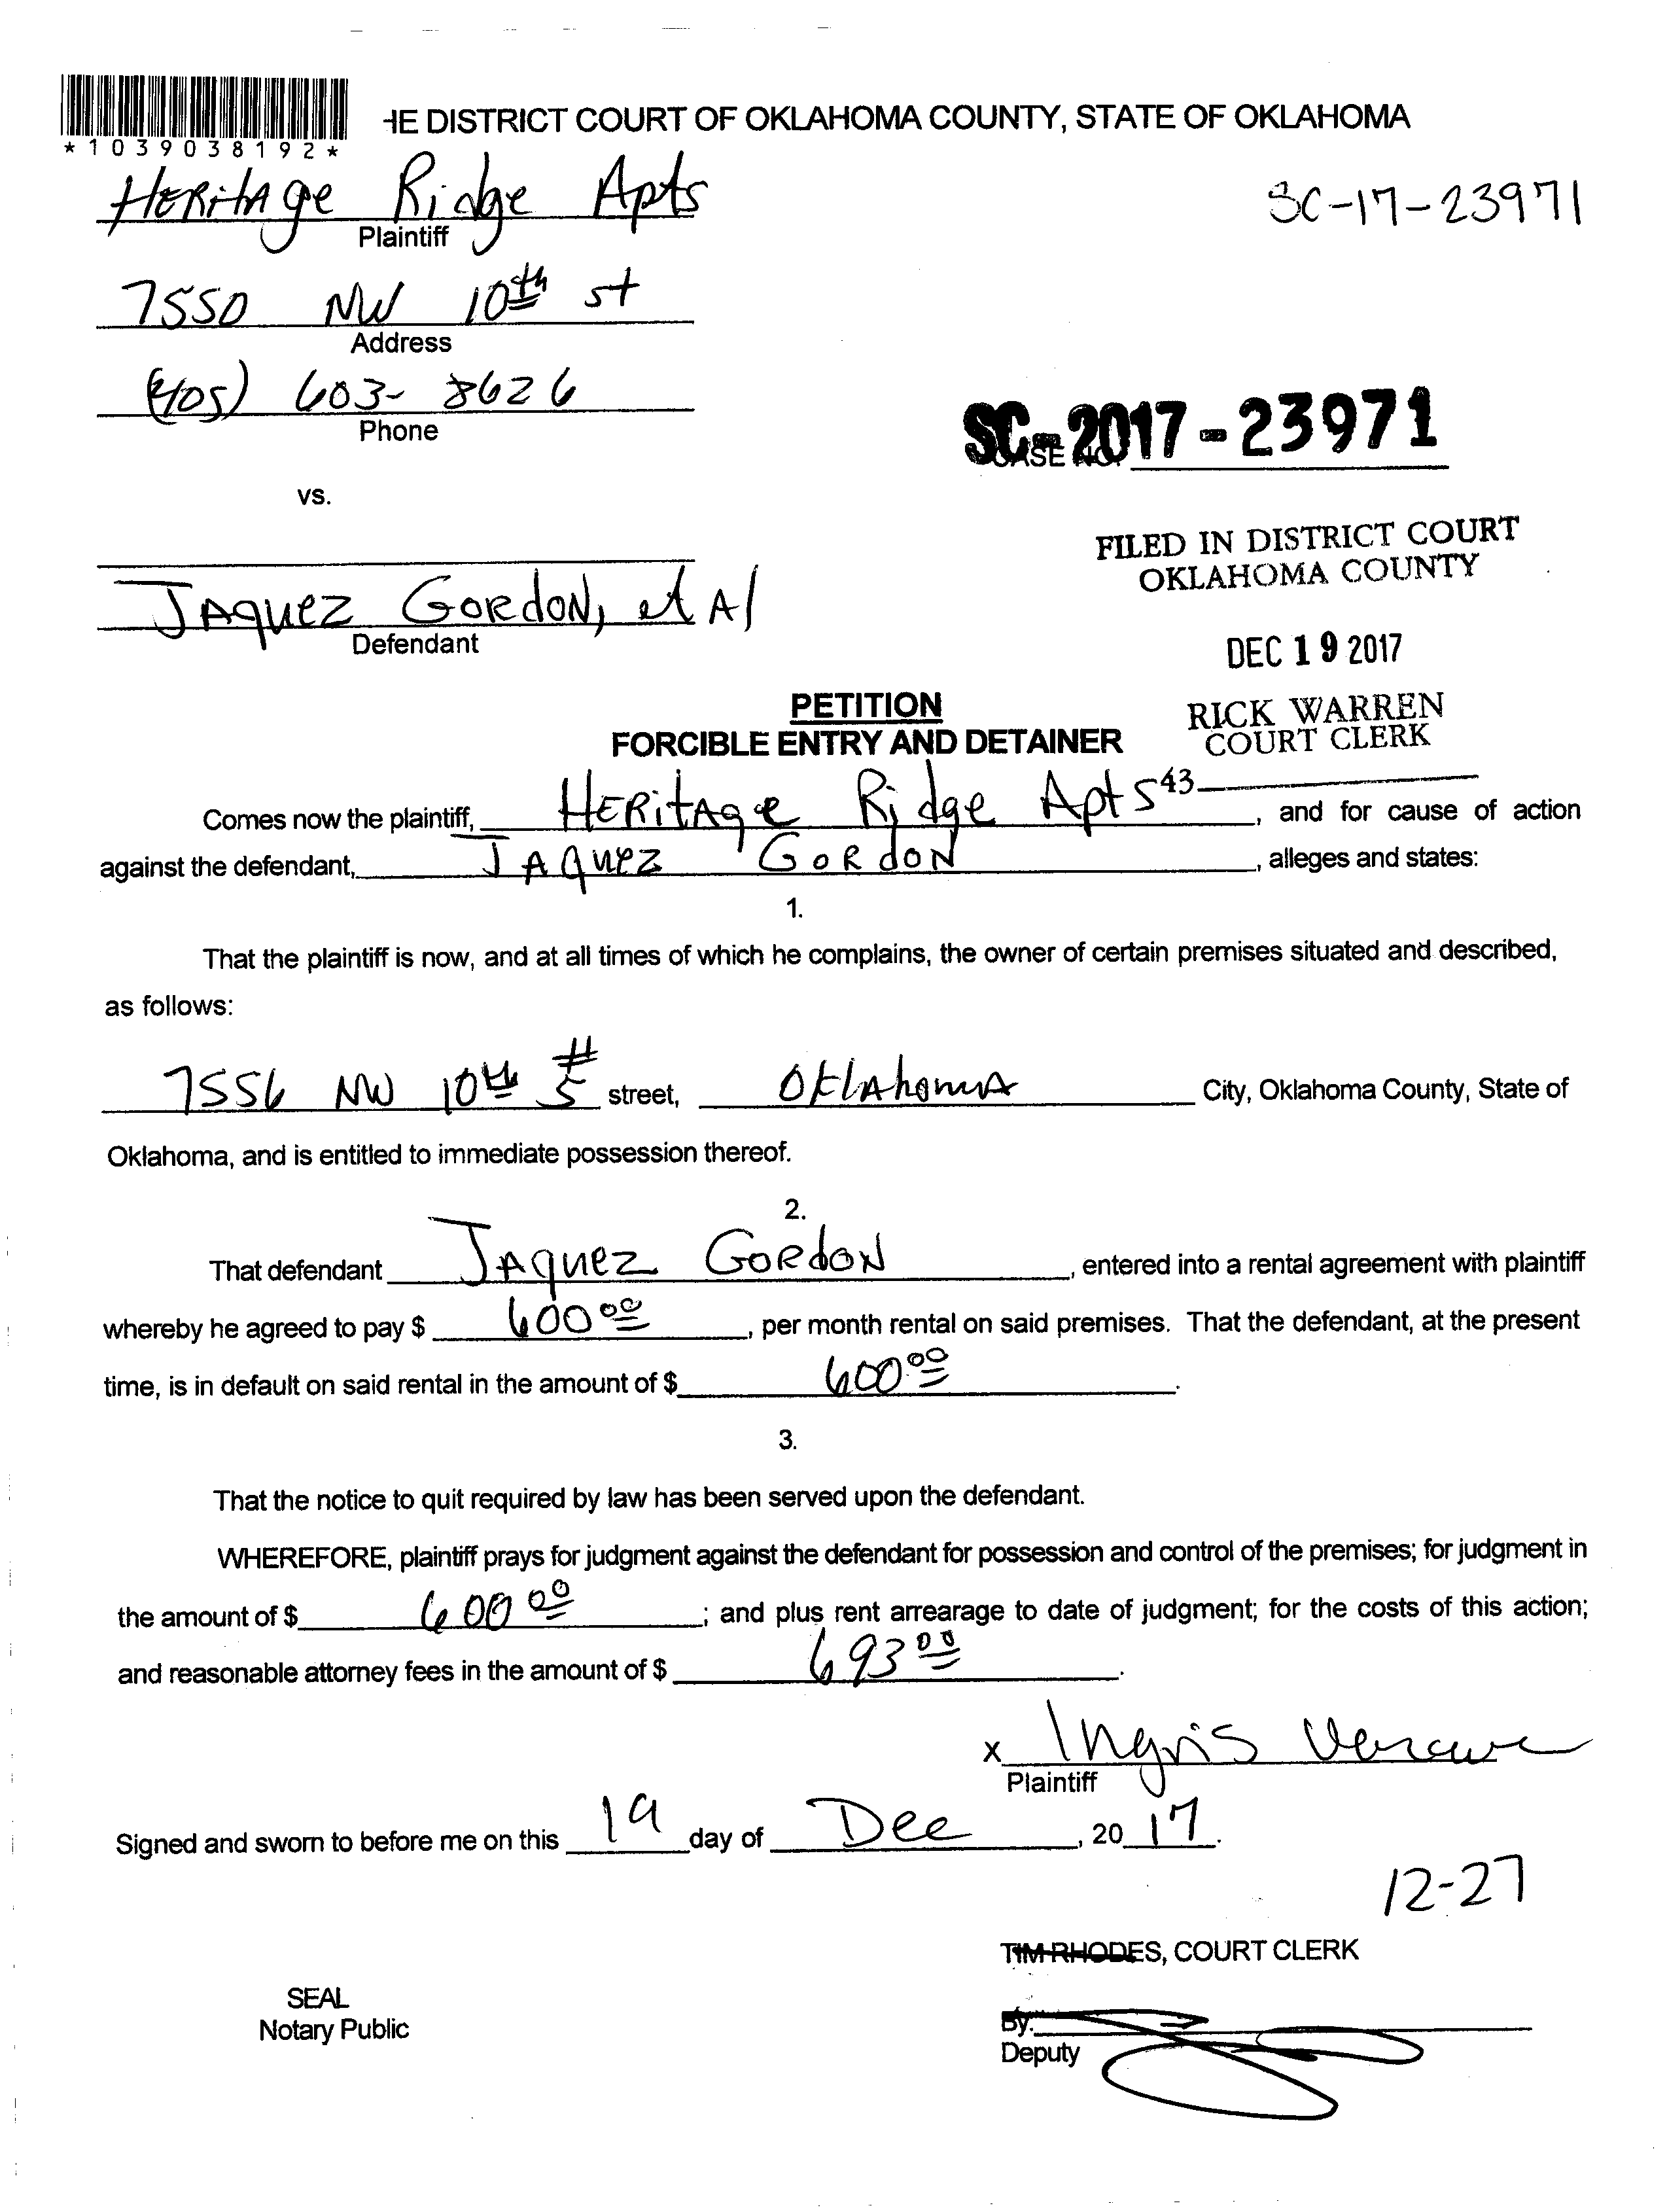 *1039038192*
HE DISTRICT COURT OF OKLAHOMA COUNTY, STATE OF OKLAHOMA
HERitAge Ridge Apts
Plaintiff
SC-17-23971
7550 NW 10th st
Address
(405) 603-8626
Phone
SC-2017-23971
CASE NO.
vs.
FILED IN DISTRICT COURT
OKLAHOMA COUNTY
JAquez GORdoN, et Al
Defendant
DEC 19 2017
PETITION
RICK WARREN
COURT CLERK
FORCIBLE ENTRY AND DETAINER
43
Comes now the plaintiff, HERitAge Ridge Apts, and for cause of action
against the defendant, JAquez GoRdoN, alleges and states:
1.
That the plaintiff is now, and at all times of which he complains, the owner of certain premises situated and described,
as follows:
7556 NW 10th #5 street, OklAhomA City, Oklahoma County, State of
Oklahoma, and is entitled to immediate possession thereof.
2.
That defendant JAquez GoRdoN, entered into a rental agreement with plaintiff
whereby he agreed to pay $ 600 00, per month rental on said premises. That the defendant, at the present
time, is in default on said rental in the amount of $ 600 00.
3.
That the notice to quit required by law has been served upon the defendant.
WHEREFORE, plaintiff prays for judgment against the defendant for possession and control of the premises; for judgment in
the amount of $ 600 00; and plus rent arrearage to date of judgment; for the costs of this action;
and reasonable attorney fees in the amount of $ 693 00.
x Ingris
Plaintiff
Signed and sworn to before me on this 19 day of Dec, 2017.
12-27
TIM RHODES, COURT CLERK
SEAL
Notary Public
By:
Deputy